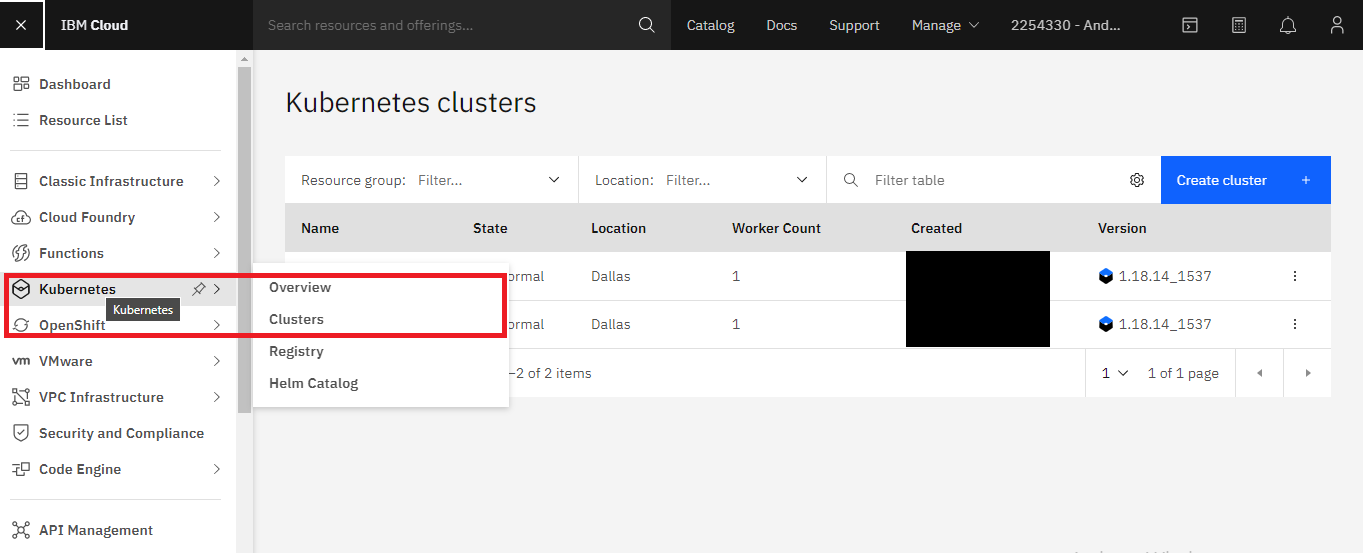 IBM Cloud Search resources and offerings... Catalog Docs Support Manage 2254330 - And...
Dashboard
Resource List
Classic Infrastructure
Cloud Foundry
Functions
Kubernetes
Kubernetes
OpenShift
VMware
VPC Infrastructure
Security and Compliance
Code Engine
API Management
Overview
Clusters
Registry
Helm Catalog
Kubernetes clusters
Resource group: Filter... Location: Filter... Filter table Create cluster +
Name State Location Worker Count Created Version
ormal Dallas 1 1.18.14_1537
ormal Dallas 1 1.18.14_1537
–2 of 2 items 1 1 of 1 page